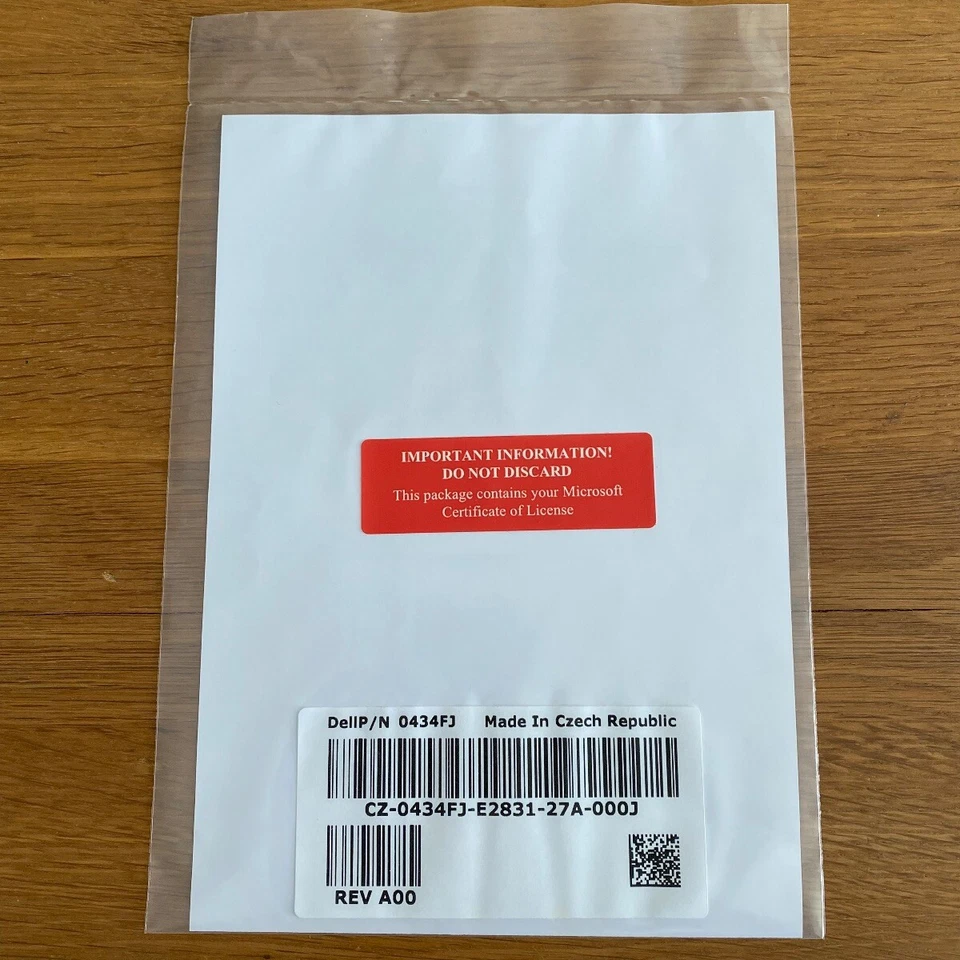 IMPORTANT INFORMATION!
DO NOT DISCARD
This package contains your Microsoft
Certificate of License
DellP/N 0434FJ Made In Czech Republic
CZ-0434FJ-E2831-27A-000J
REV A00